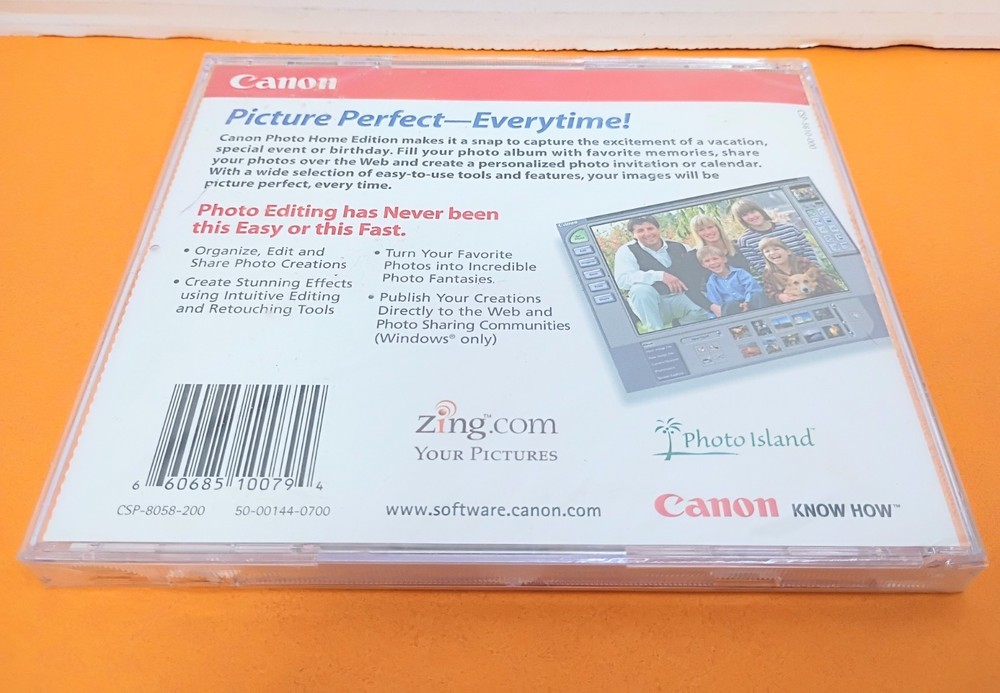 Canon
Picture Perfect—Everytime!
Canon Photo Home Edition makes it a snap to capture the excitement of a vacation,
special event or birthday. Fill your photo album with favorite memories, share
your photos over the Web and create a personalized photo invitation or calendar.
With a wide selection of easy-to-use tools and features, your images will be
picture perfect, every time.
Photo Editing has Never been
this Easy or this Fast.
• Organize, Edit and
Share Photo Creations
• Create Stunning Effects
using Intuitive Editing
and Retouching Tools
• Turn Your Favorite
Photos into Incredible
Photo Fantasies.
• Publish Your Creations
Directly to the Web and
Photo Sharing Communities
(Windows® only)
6 60685 10079 4
CSP-8058-200 50-00144-0700
Zing™.com
YOUR PICTURES
www.software.canon.com
Photo Island™
Canon KNOW HOW™